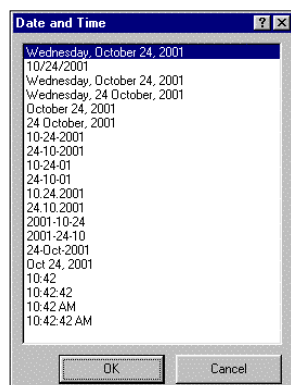 Date and Time
Wednesday, October 24, 2001
10/24/2001
Wednesday, October 24, 2001
Wednesday, 24 October, 2001
October 24, 2001
24 October, 2001
10-24-2001
24-10-2001
10-24-01
24-10-01
10.24.2001
24.10.2001
2001-10-24
2001-24-10
24-Oct-2001
Oct 24, 2001
10:42
10:42:42
10:42 AM
10:42:42 AM
OK Cancel